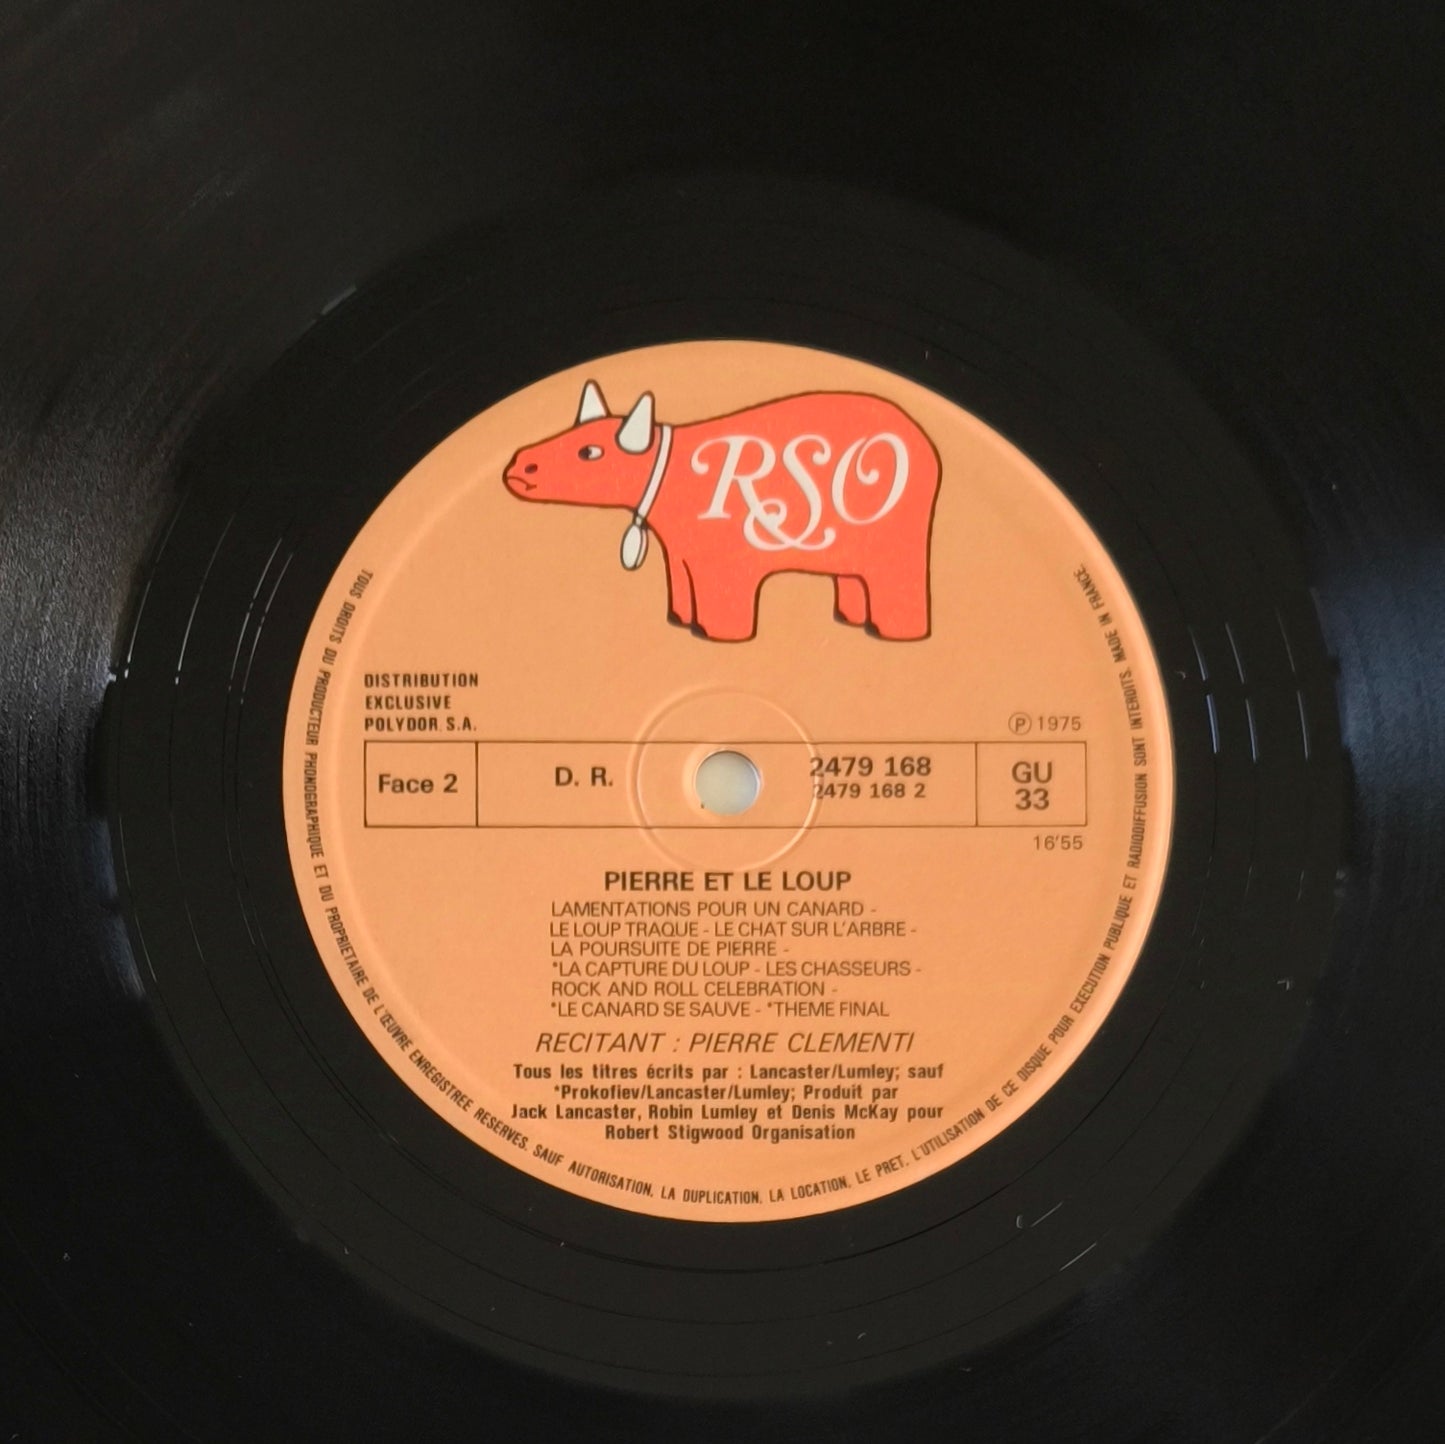 RSO
DISTRIBUTION
EXCLUSIVE
POLYDOR S.A.
℗ 1975
Face 2
D. R.
2479 168
2479 168 2
GU
33
16'55
PIERRE ET LE LOUP
LAMENTATIONS POUR UN CANARD -
LE LOUP TRAQUE - LE CHAT SUR L'ARBRE -
LA POURSUITE DE PIERRE -
*LA CAPTURE DU LOUP - LES CHASSEURS -
ROCK AND ROLL CELEBRATION -
*LE CANARD SE SAUVE - *THEME FINAL
RECITANT : PIERRE CLEMENTI
Tous les titres écrits par : Lancaster/Lumley; sauf
*Prokofiev/Lancaster/Lumley; Produit par
Jack Lancaster, Robin Lumley et Denis McKay pour
Robert Stigwood Organisation
TOUS DROITS DU PRODUCTEUR PHONOGRAPHIQUE ET DU PROPRIETAIRE DE L'ŒUVRE ENREGISTREE RESERVES. SAUF AUTORISATION, LA DUPLICATION, LA LOCATION, LE PRET, L'UTILISATION DE CE DISQUE POUR EXECUTION PUBLIQUE ET RADIODIFFUSION SONT INTERDITS. MADE IN FRANCE.